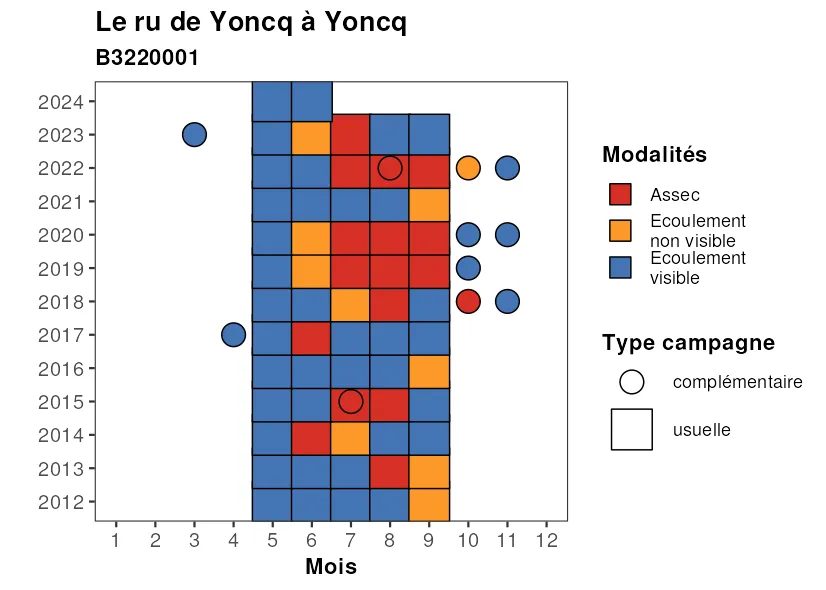 Le ru de Yoncq à Yoncq
B3220001
2024
2023
2022
2021
2020
2019
2018
2017
2016
2015
2014
2013
2012
1 2 3 4 5 6 7 8 9 10 11 12
Mois
Modalités
Assec
Ecoulement
non visible
Ecoulement
visible
Type campagne
complémentaire
usuelle